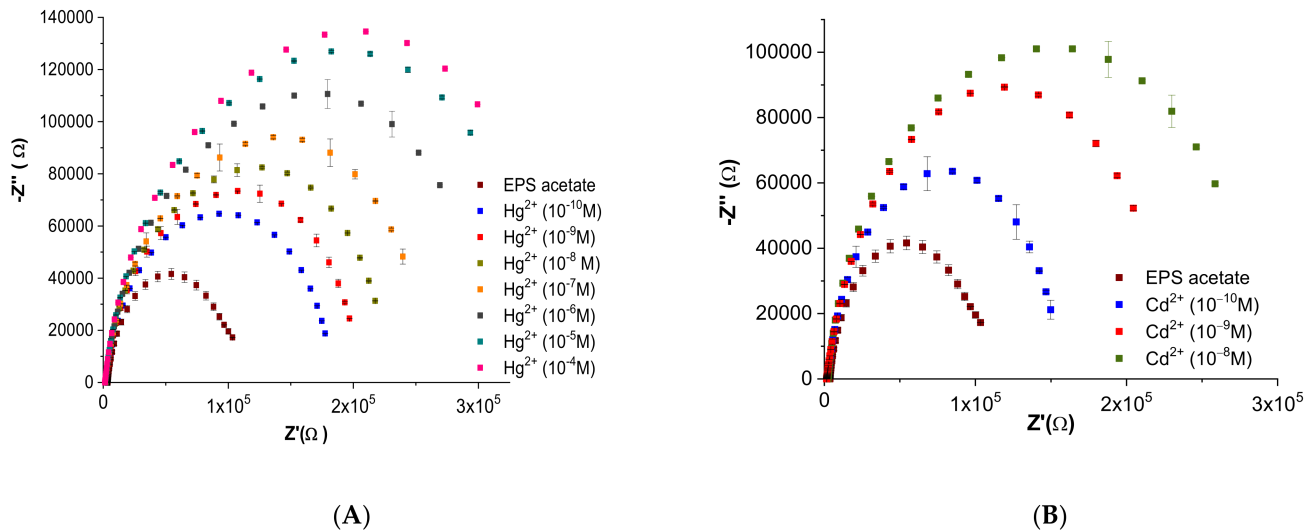 140000
120000
100000
80000
60000
40000
20000
0
-Z'' ( Ω)
0
1x10⁵
2x10⁵
3x10⁵
Z'(Ω )
EPS acetate
Hg²⁺ (10⁻¹⁰M)
Hg²⁺ (10⁻⁹M)
Hg²⁺ (10⁻⁸ M)
Hg²⁺ (10⁻⁷M)
Hg²⁺ (10⁻⁶M)
Hg²⁺ (10⁻⁵M)
Hg²⁺ (10⁻⁴M)
(A)
100000
80000
60000
40000
20000
0
-Z'' (Ω)
0
1x10⁵
2x10⁵
3x10⁵
Z'(Ω)
EPS acetate
Cd²⁺ (10⁻¹⁰M)
Cd²⁺ (10⁻⁹M)
Cd²⁺ (10⁻⁸M)
(B)